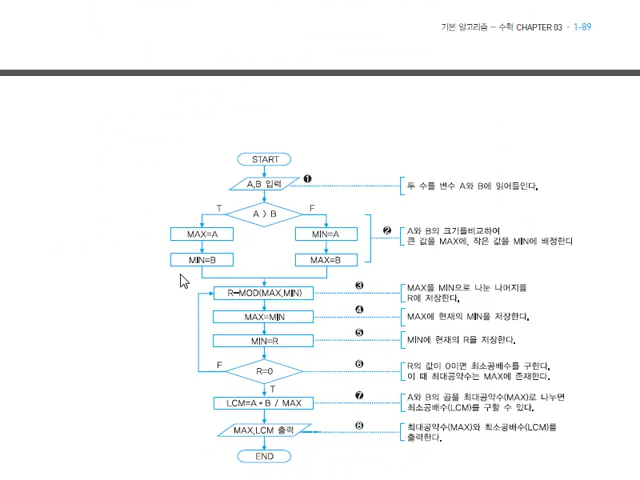 기본 알고리즘 – 수학 CHAPTER 03 · 1-89
START
A,B 입력
❶
두 수를 변수 A와 B에 읽어들인다.
T
A > B
F
MAX=A
MIN=A
❷
A와 B의 크기를비교하여
큰 값을 MAX에, 작은 값을 MIN에 배정한다
MIN=B
MAX=B
R=MOD(MAX,MIN)
❸
MAX를 MIN으로 나눈 나머지를
R에 저장한다.
MAX=MIN
❹
MAX에 현재의 MIN을 저장한다.
MIN=R
❺
MIN에 현재의 R을 저장한다.
F
R=0
❻
R의 값이 0이면 최소공배수를 구한다.
이 때 최대공약수는 MAX에 존재한다.
T
LCM=A * B / MAX
❼
A와 B의 곱을 최대공약수(MAX)로 나누면
최소공배수(LCM)를 구할 수 있다.
MAX,LCM 출력
❽
최대공약수(MAX)와 최소공배수(LCM)를
출력한다.
END